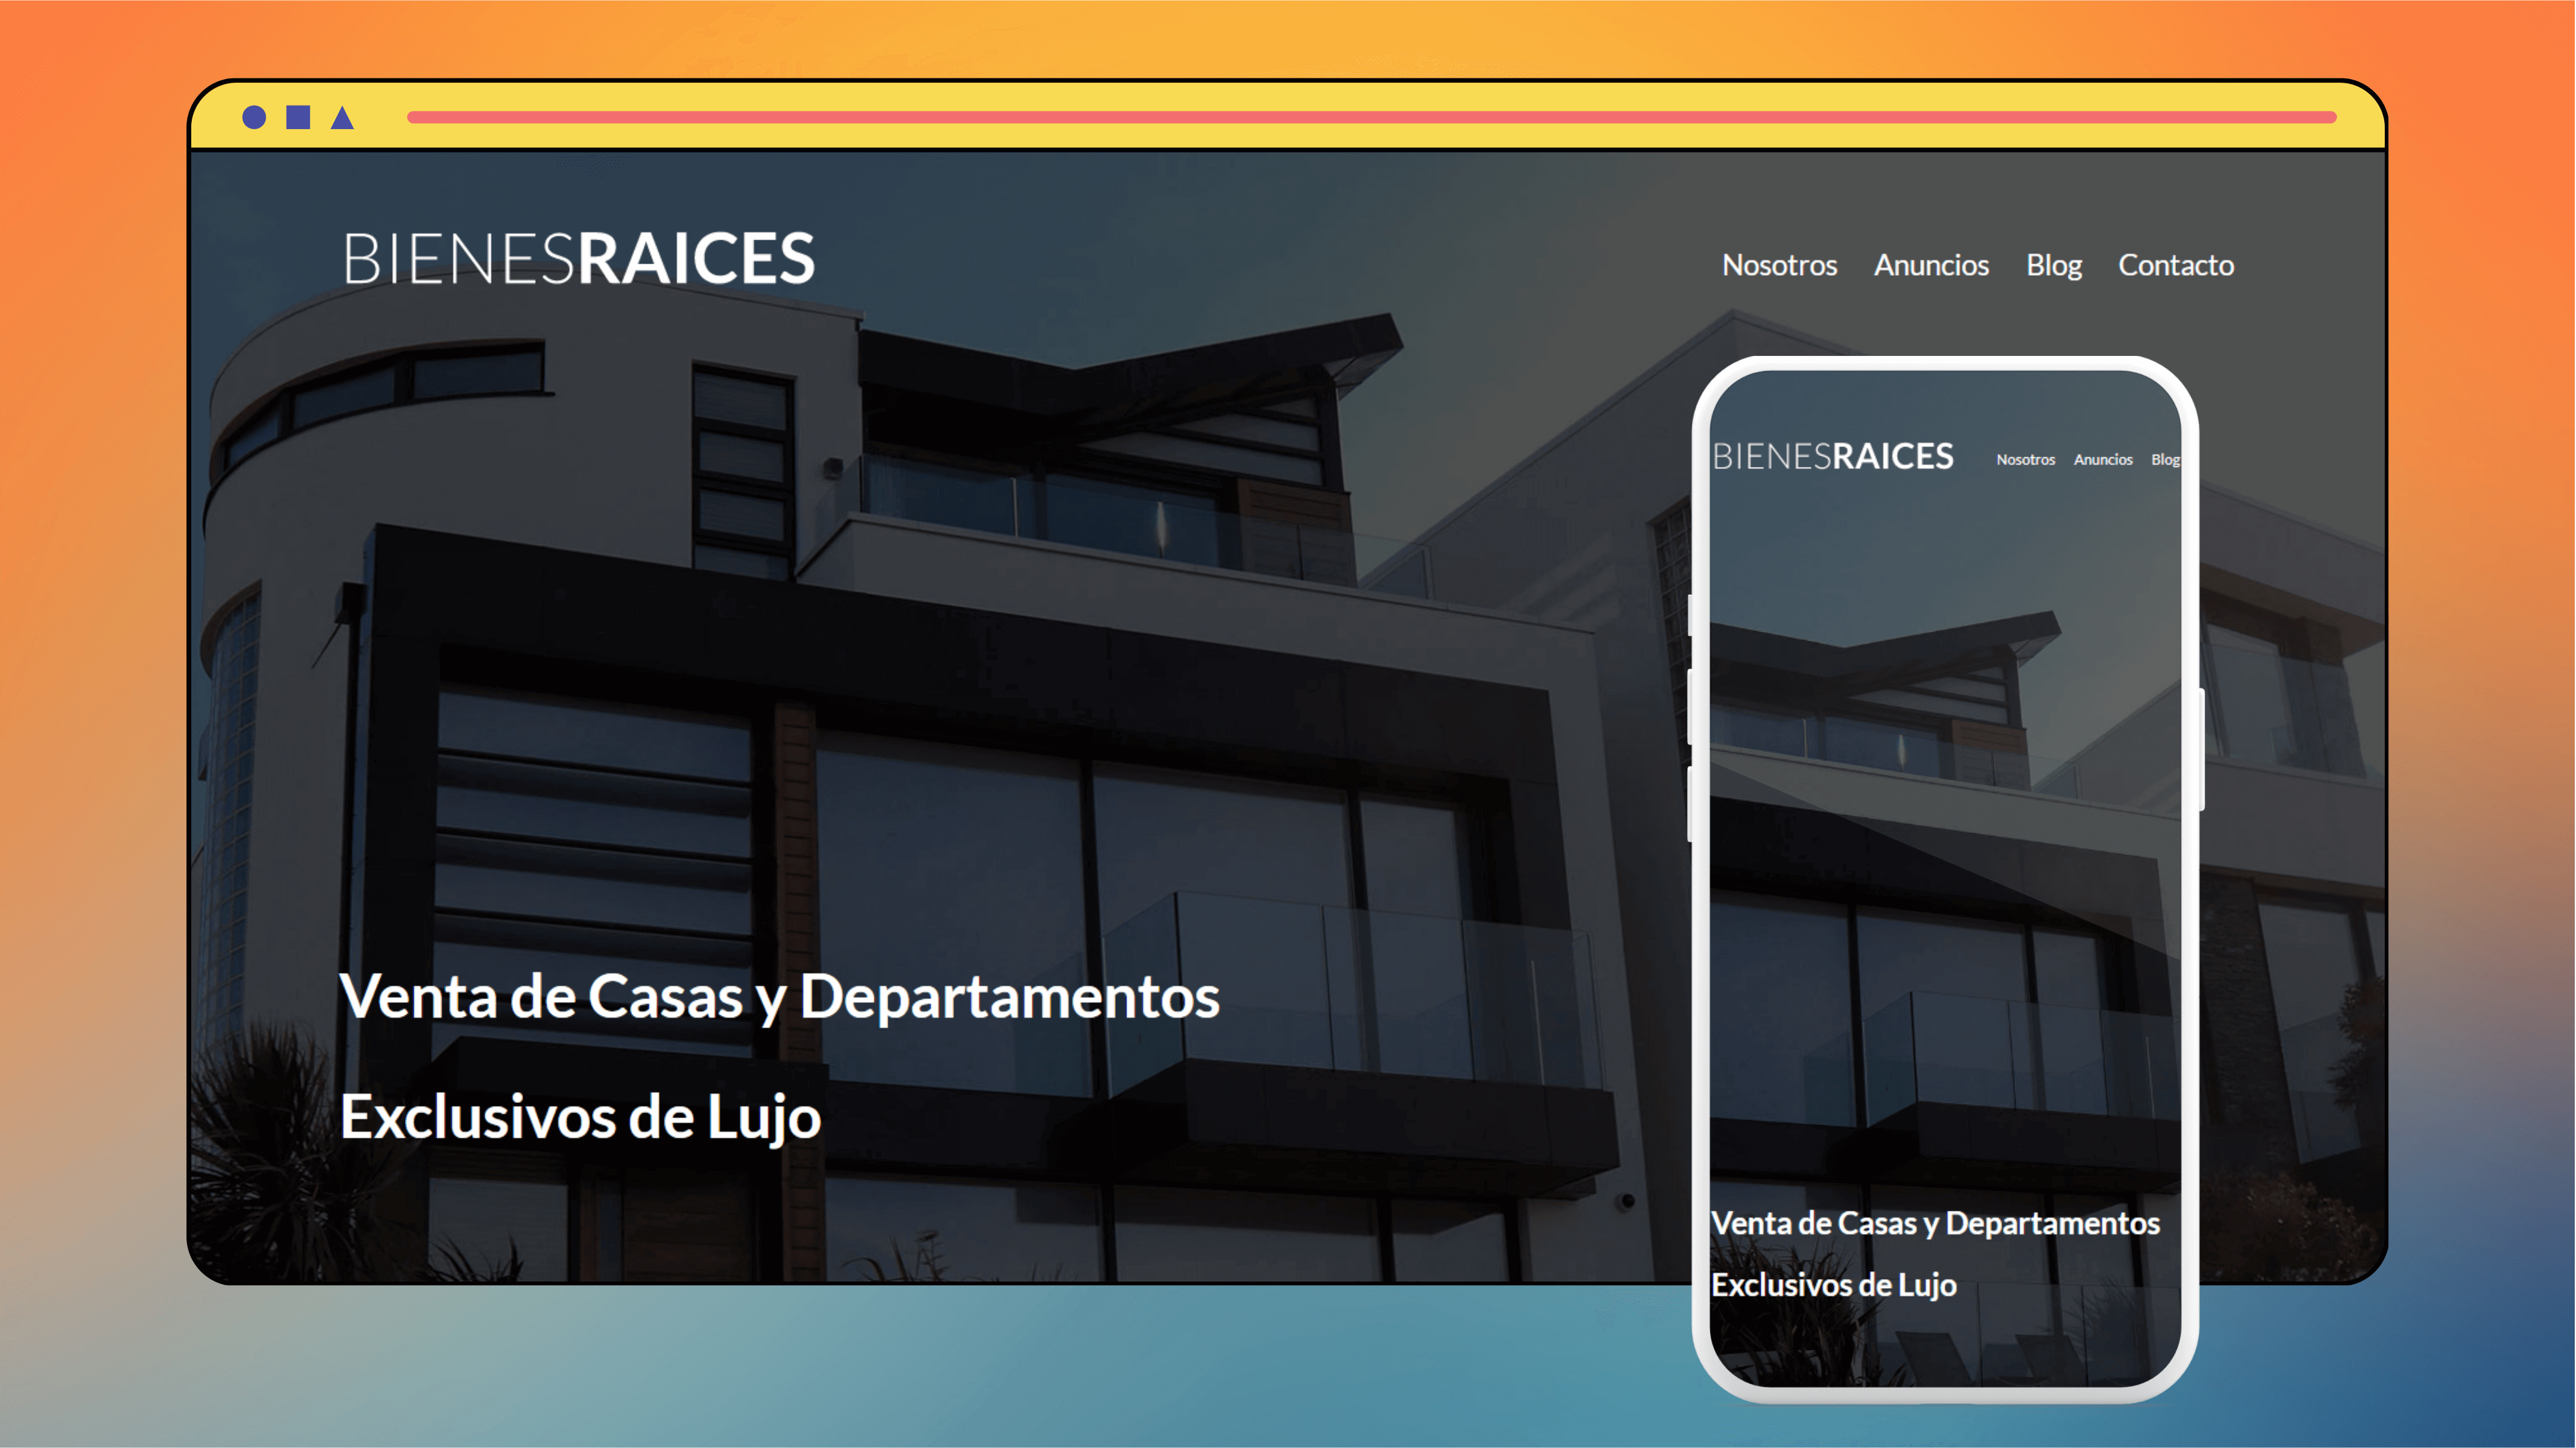 BIENESRAICES
Nosotros Anuncios Blog Contacto
Venta de Casas y Departamentos
Exclusivos de Lujo
BIENESRAICES Nosotros Anuncios Blog
Venta de Casas y Departamentos
Exclusivos de Lujo